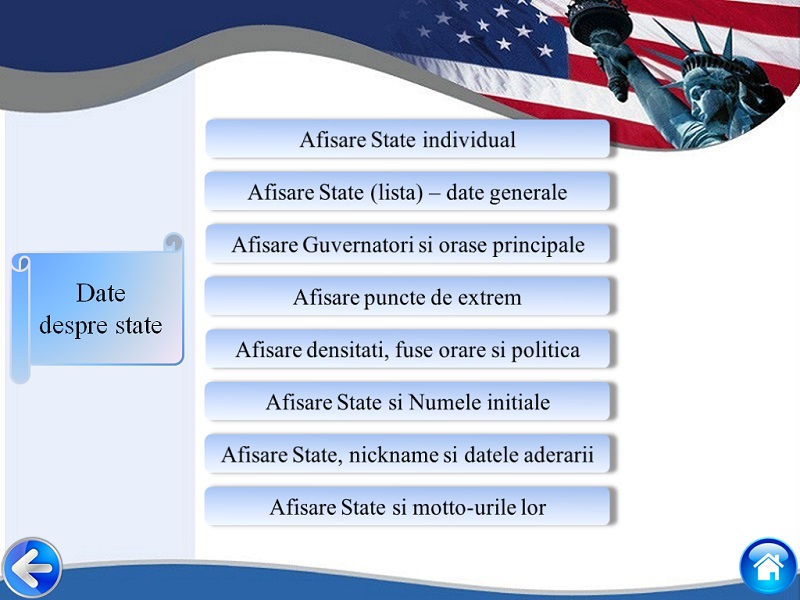 Afisare State individual
Afisare State (lista) – date generale
Afisare Guvernatori si orase principale
Afisare puncte de extrem
Afisare densitati, fuse orare si politica
Afisare State si Numele initiale
Afisare State, nickname si datele aderarii
Afisare State si motto-urile lor
Date
despre state